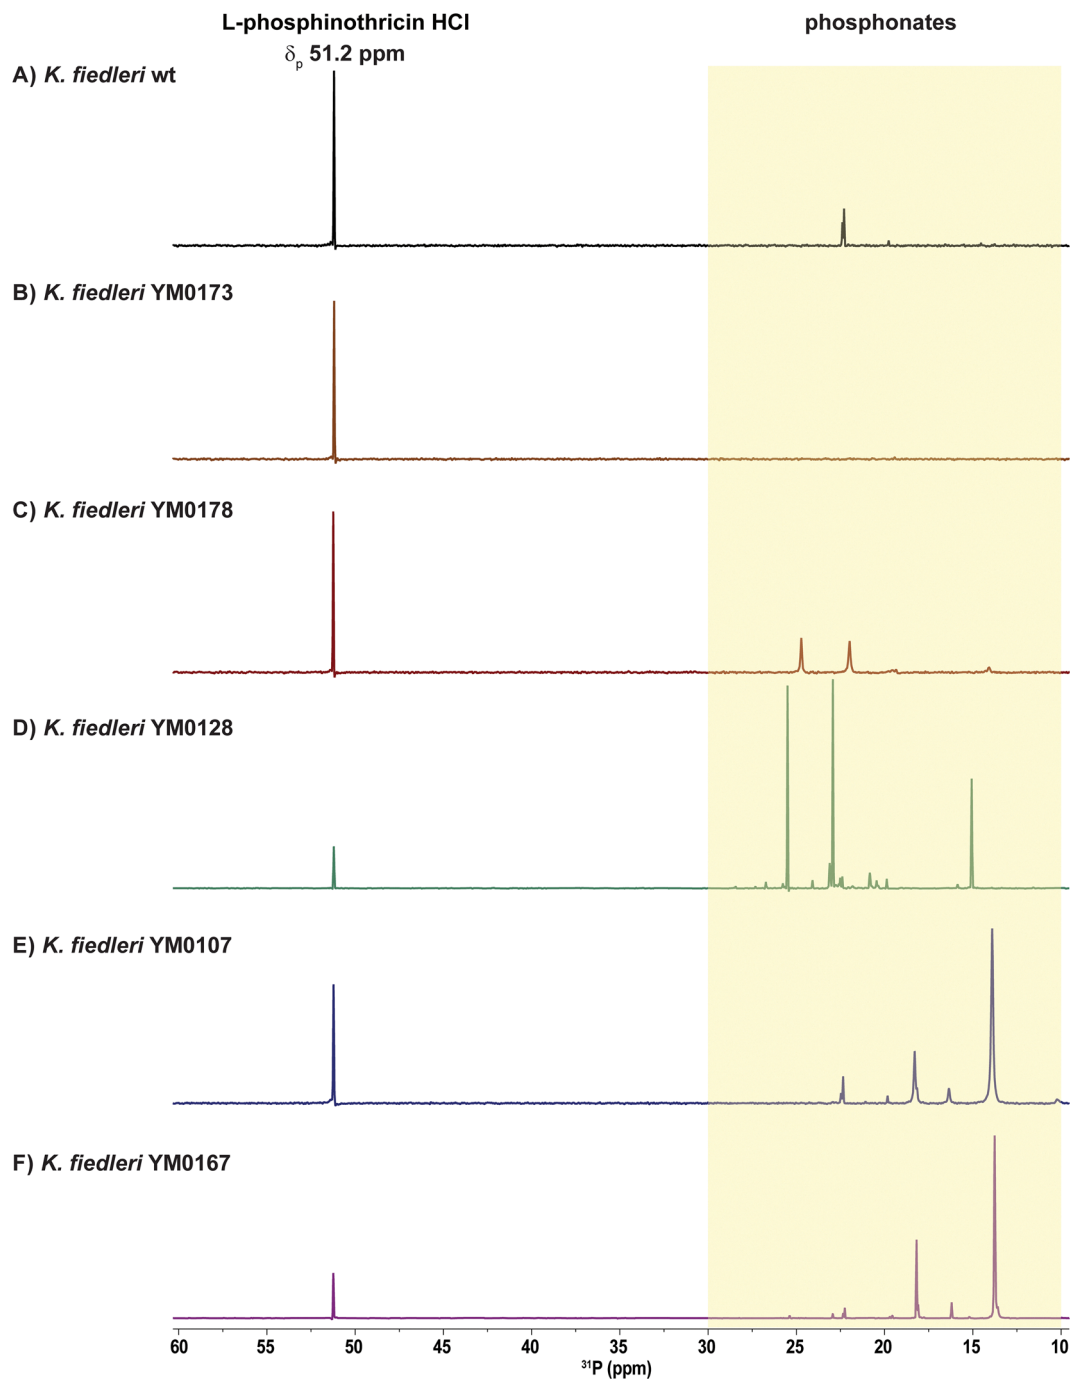 L-phosphinothricin HCl
δp 51.2 ppm
phosphonates
A) K. fiedleri wt
B) K. fiedleri YM0173
C) K. fiedleri YM0178
D) K. fiedleri YM0128
E) K. fiedleri YM0107
F) K. fiedleri YM0167
60 55 50 45 40 35 30 25 20 15 10
31P (ppm)